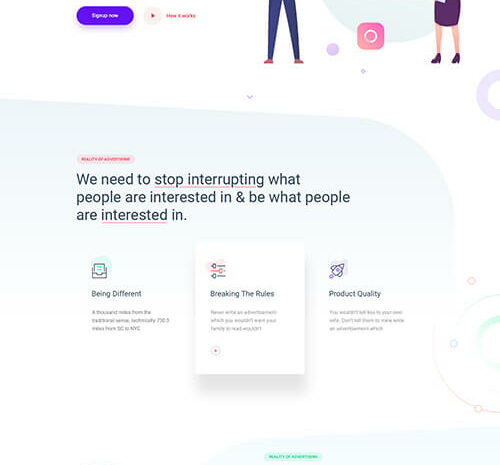 Signup now
How it works
REALITY OF ADVERTISING
We need to stop interrupting what
people are interested in & be what people
are interested in.
Being Different
A thousand miles from the
traditional sense, technically 730.5
miles from SC to NYC
Breaking The Rules
Never write an advertisement
which you wouldn't want your
family to read wouldn't
Product Quality
You wouldn't tell lies to your own
wife. Don't tell them to mine write
an advertisement which
REALITY OF ADVERTISING